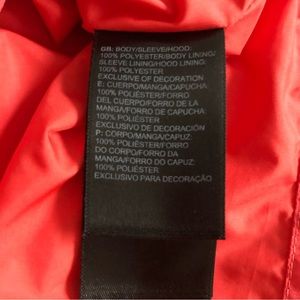 GB: BODY/SLEEVE/HOOD:
100% POLYESTER/BODY LINING/
SLEEVE LINING/HOOD LINING:
100% POLYESTER
EXCLUSIVE OF DECORATION
E: CUERPO/MANGA/CAPUCHA:
100% POLIÉSTER/FORRO
DEL CUERPO/FORRO DE LA
MANGA/FORRO DE CAPUCHA:
100% POLIÉSTER
EXCLUSIVO DE DECORACIÓN
P: CORPO/MANGA/CAPUZ:
100% POLIÉSTER/FORRO
DO CORPO/FORRO DA
MANGA/FORRO DO CAPUZ:
100% POLIÉSTER
EXCLUSIVO PARA DECORAÇÃO